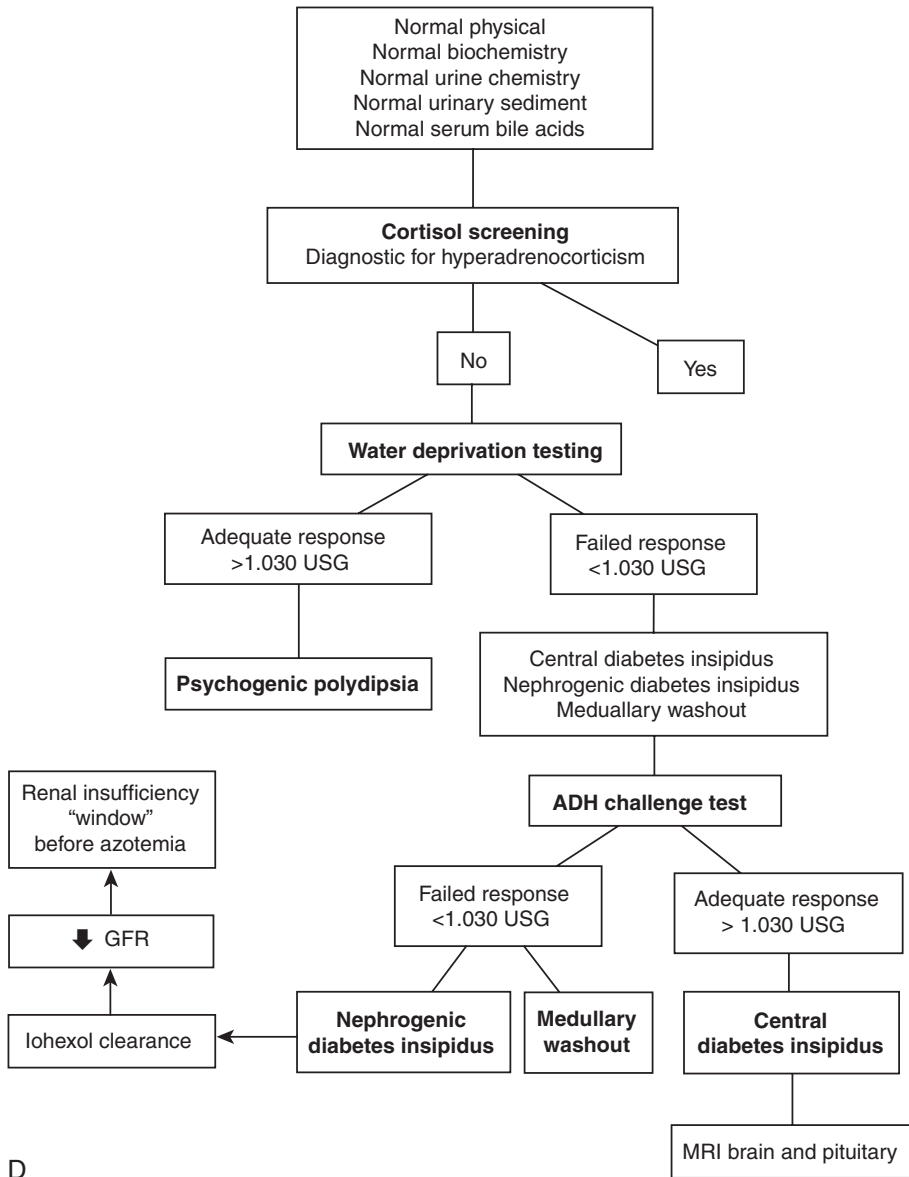 Normal physical
Normal biochemistry
Normal urine chemistry
Normal urinary sediment
Normal serum bile acids
Cortisol screening
Diagnostic for hyperadrenocorticism
No
Yes
Water deprivation testing
Adequate response
>1.030 USG
Failed response
<1.030 USG
Psychogenic polydipsia
Central diabetes insipidus
Nephrogenic diabetes insipidus
Meduallary washout
ADH challenge test
Renal insufficiency
“window”
before azotemia
Failed response
<1.030 USG
Adequate response
> 1.030 USG
GFR
Iohexol clearance
Nephrogenic
diabetes insipidus
Medullary
washout
Central
diabetes insipidus
MRI brain and pituitary
D